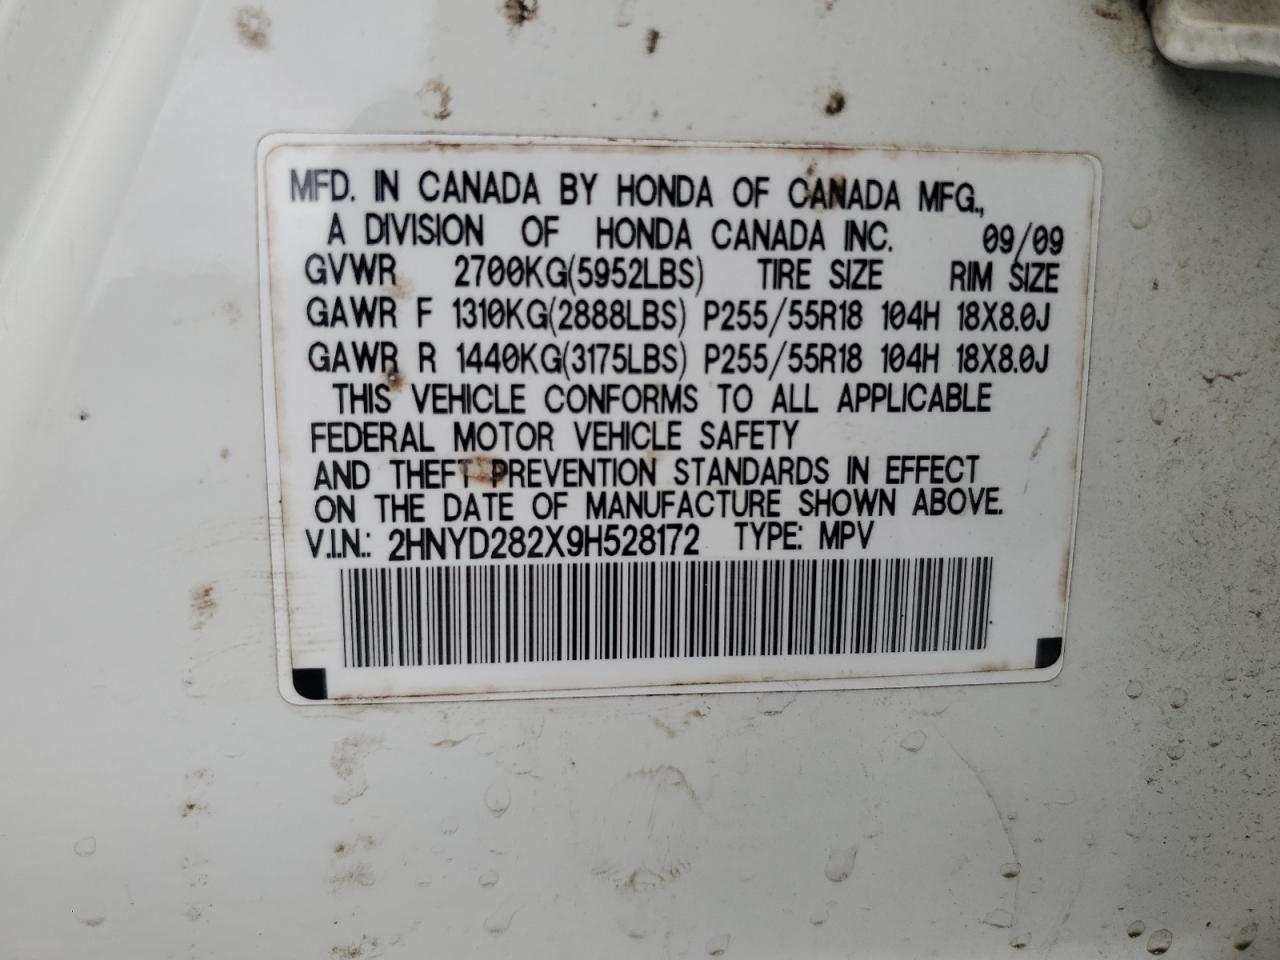 MFD. IN CANADA BY HONDA OF CANADA MFG.,
A DIVISION OF HONDA CANADA INC. 09/09
GVWR 2700KG(5952LBS) TIRE SIZE RIM SIZE
GAWR F 1310KG(2888LBS) P255/55R18 104H 18X8.0J
GAWR R 1440KG(3175LBS) P255/55R18 104H 18X8.0J
THIS VEHICLE CONFORMS TO ALL APPLICABLE
FEDERAL MOTOR VEHICLE SAFETY
AND THEFT PREVENTION STANDARDS IN EFFECT
ON THE DATE OF MANUFACTURE SHOWN ABOVE.
V.I.N.: 2HNYD282X9H528172 TYPE: MPV